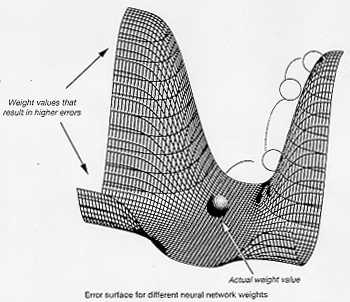 Weight values that
result in higher errors
Actual weight value
Error surface for different neural network weights